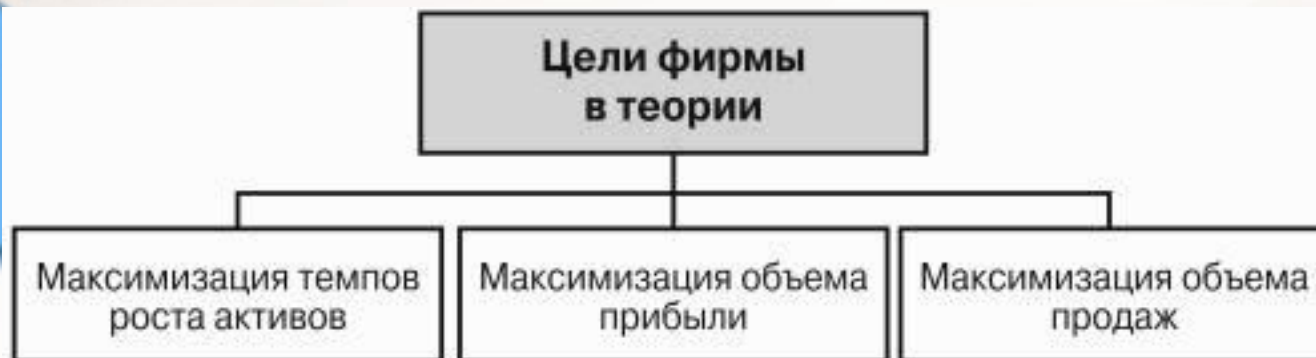 Цели фирмы
в теории
Максимизация темпов
роста активов
Максимизация объема
прибыли
Максимизация объема
продаж